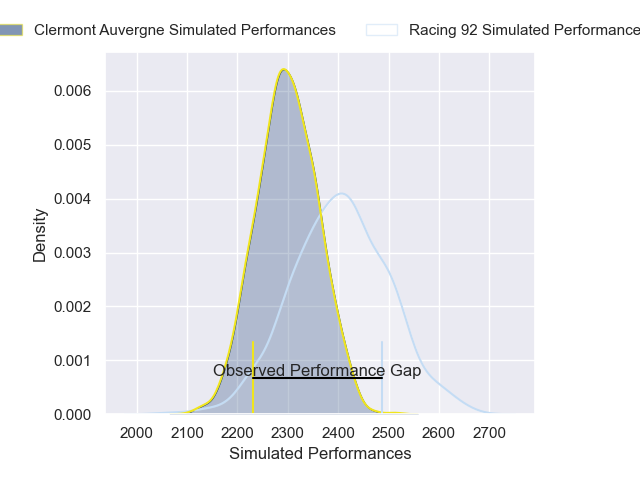 Clermont Auvergne Simulated Performances
Racing 92 Simulated Performance
0.006
0.005
0.004
0.003
0.002
0.001
0.000
Density
Observed Performance Gap
2000 2100 2200 2300 2400 2500 2600 2700
Simulated Performances